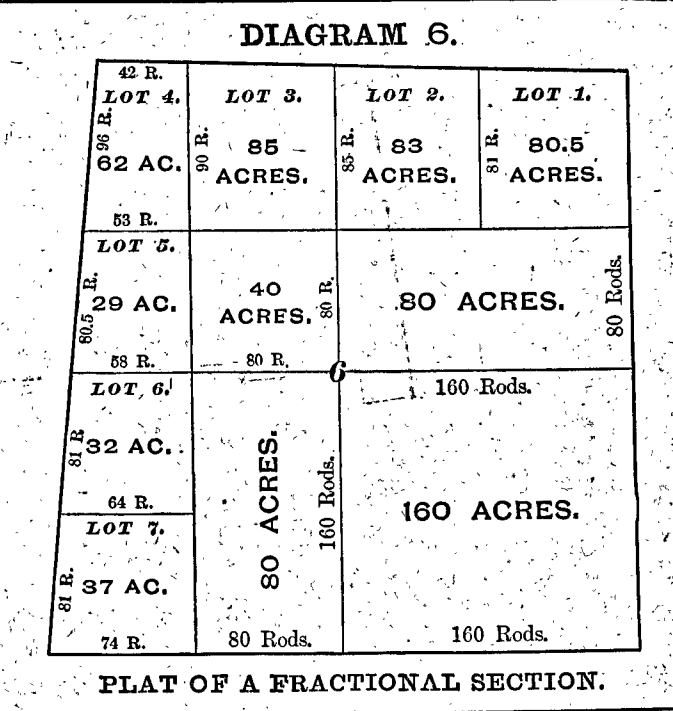 DIAGRAM 6.
42 R.
LOT 4.
96 R.
62 AC.
53 R.
LOT 3.
90 R.
85
ACRES.
LOT 2.
85 R.
83
ACRES.
LOT 1.
81 R.
80.5
ACRES.
LOT 5.
80.5 R.
29 AC.
58 R.
40
ACRES.
80 R.
80 R.
80 ACRES.
80 Rods.
6
160 Rods.
LOT 6.
81 R
32 AC.
64 R.
LOT 7.
81 R.
37 AC.
74 R.
80 ACRES.
160 Rods.
80 Rods.
160 ACRES.
160 Rods.
PLAT OF A FRACTIONAL SECTION.